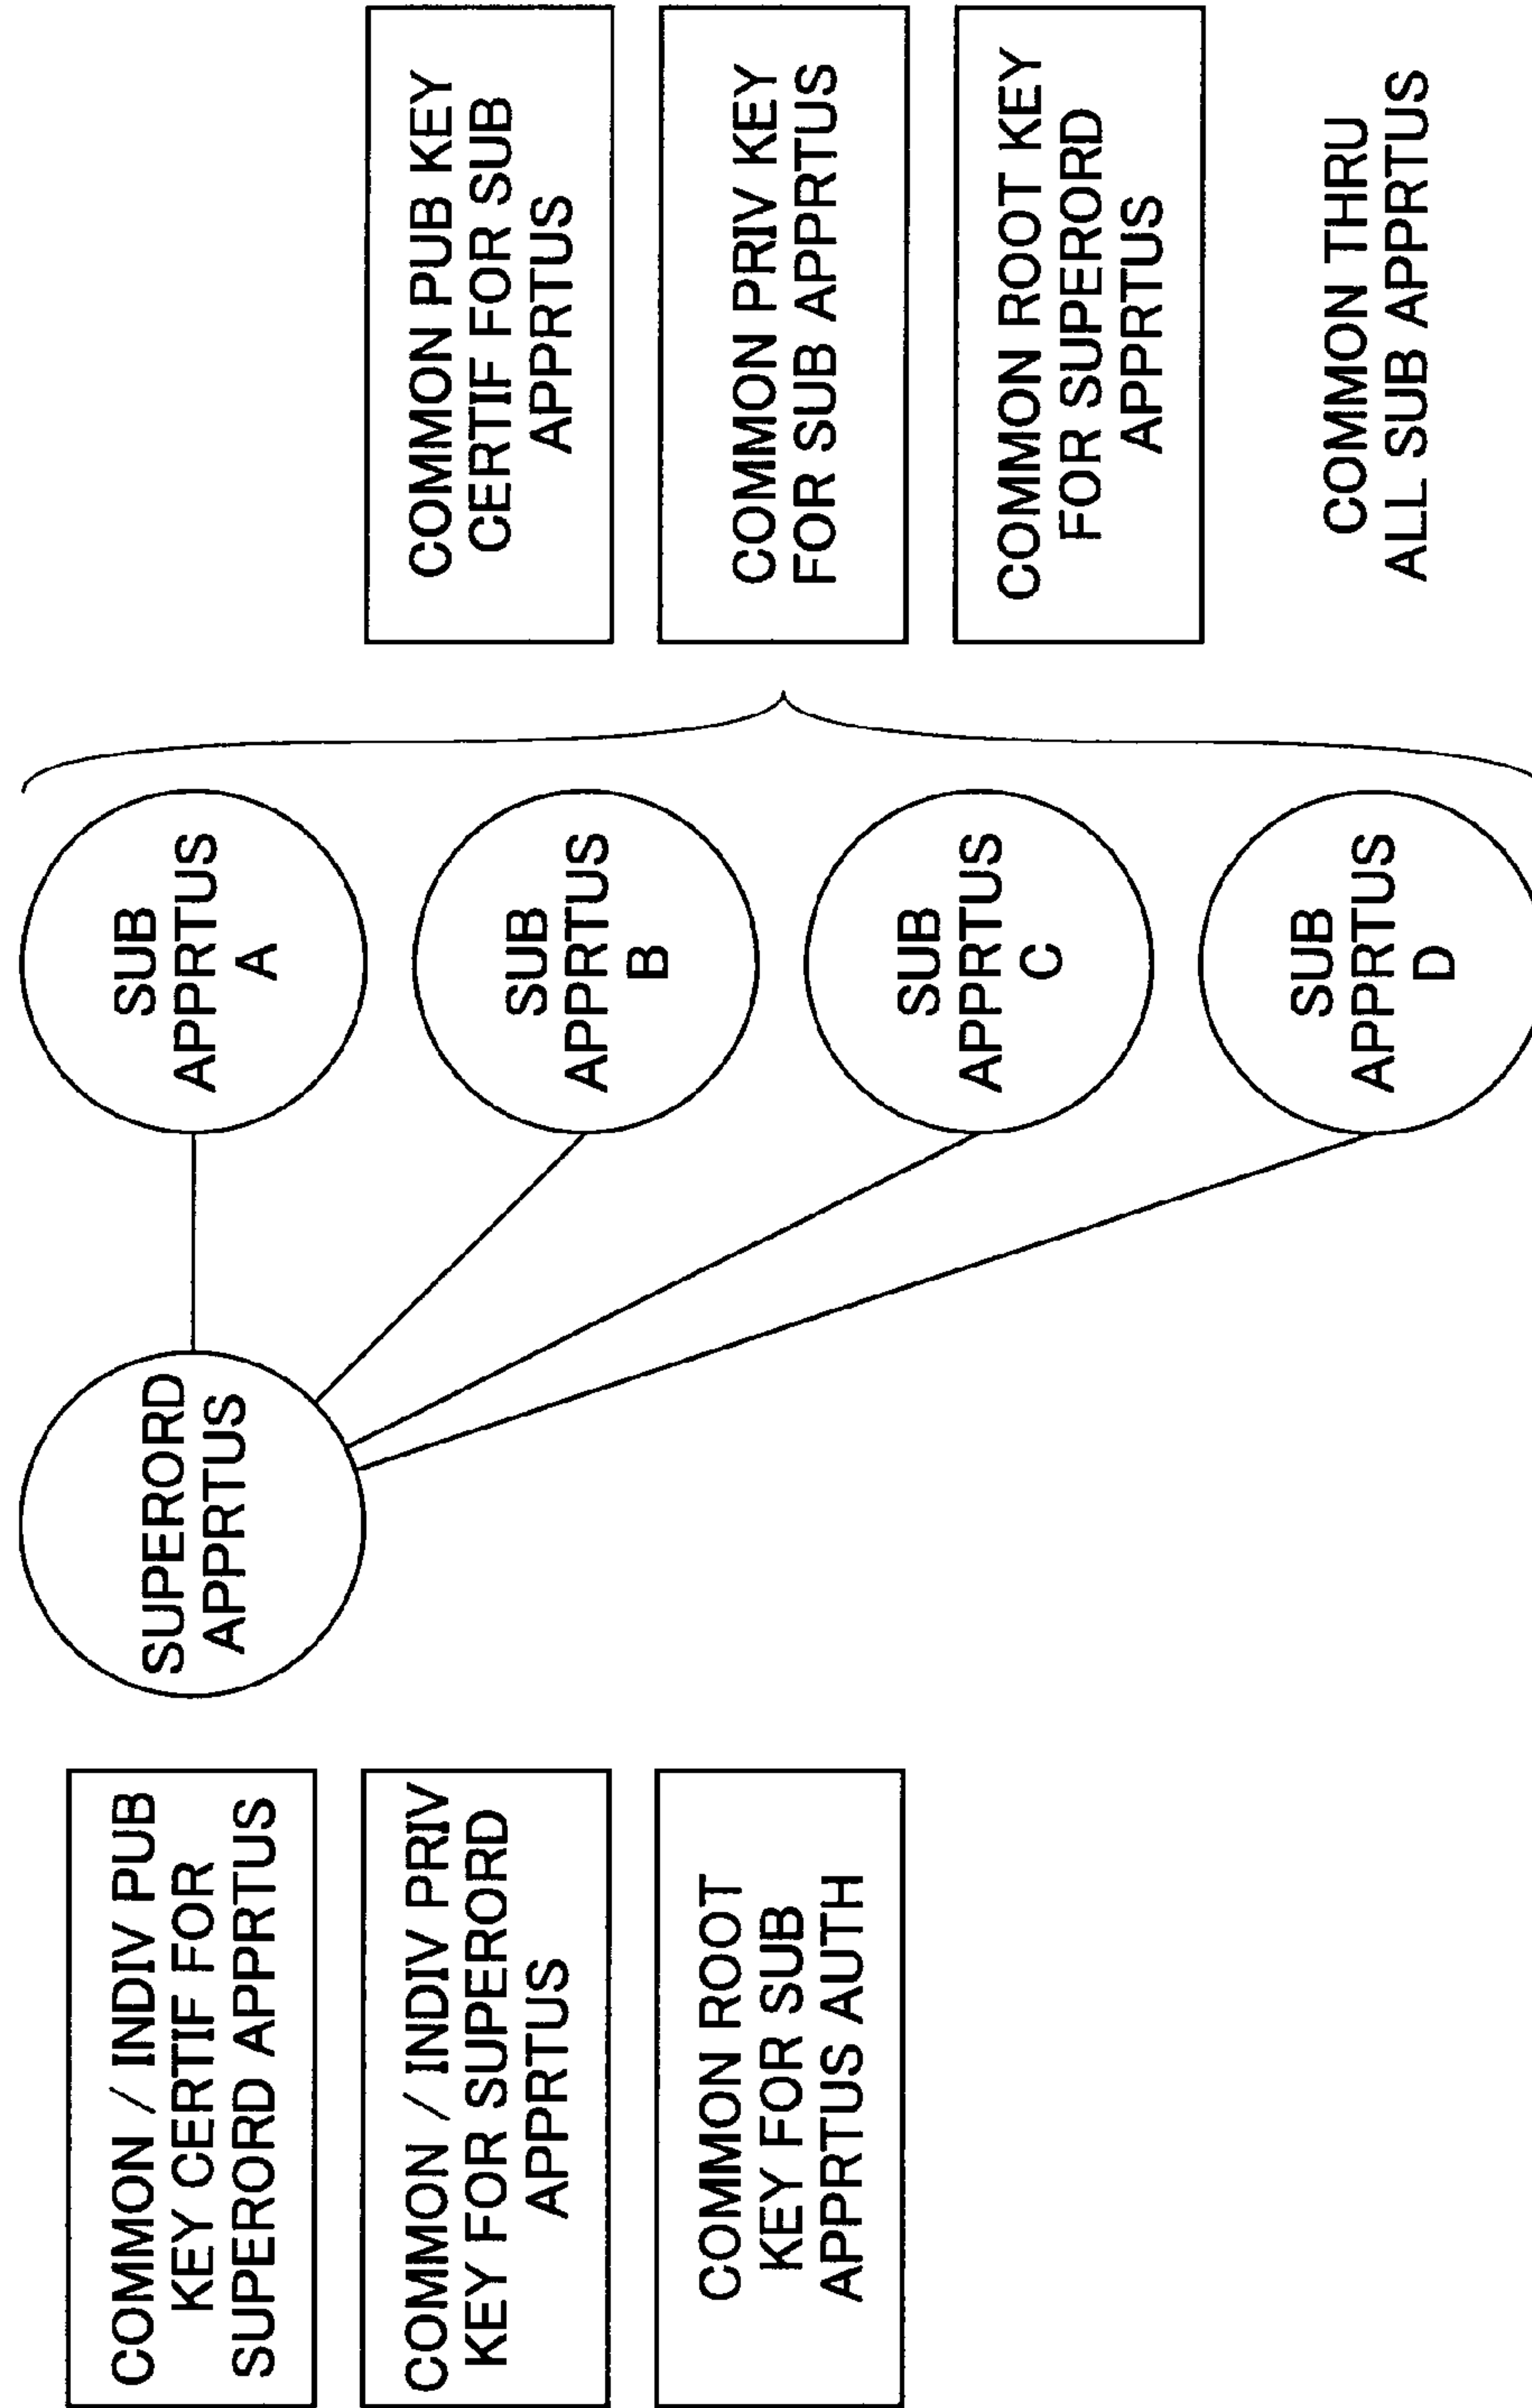 COMMON / INDIV PUB
KEY CERTIF FOR
SUPERORD APPRTUS
COMMON / INDIV PRIV
KEY FOR SUPERORD
APPRTUS
COMMON ROOT
KEY FOR SUB
APPRTUS AUTH
SUPERORD
APPRTUS
SUB
APPRTUS
A
SUB
APPRTUS
B
SUB
APPRTUS
C
SUB
APPRTUS
D
COMMON PUB KEY
CERTIF FOR SUB
APPRTUS
COMMON PRIV KEY
FOR SUB APPRTUS
COMMON ROOT KEY
FOR SUPERORD
APPRTUS
COMMON THRU
ALL SUB APPRTUS